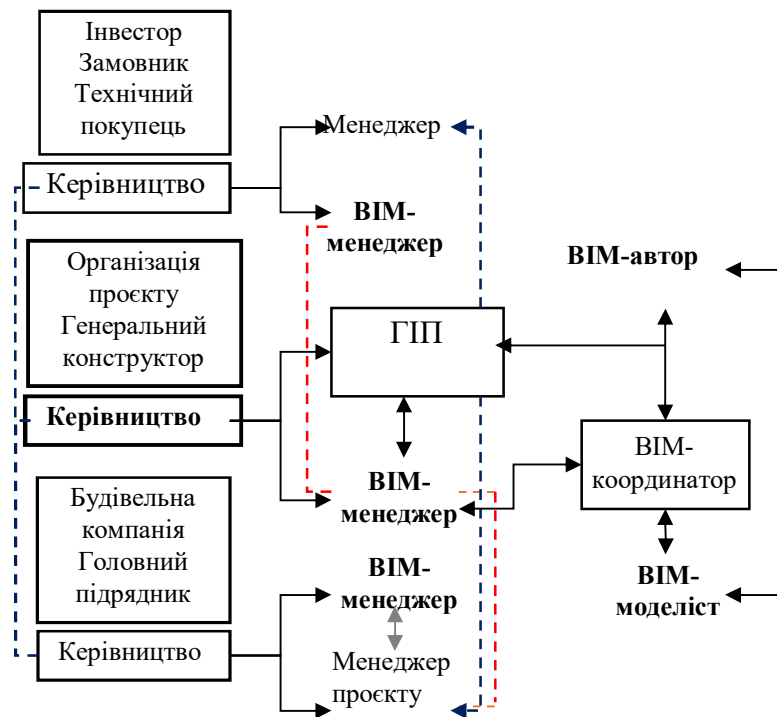 Інвестор
Замовник
Технічний
покупець
Керівництво
Менеджер
BIM-
менеджер
Організація
проєкту
Генеральний
конструктор
Керівництво
ГІП
BIM-
менеджер
BIM-автор
BIM-
координатор
BIM-
моделіст
Будівельна
компанія
Головний
підрядник
Керівництво
BIM-
менеджер
Менеджер
проєкту